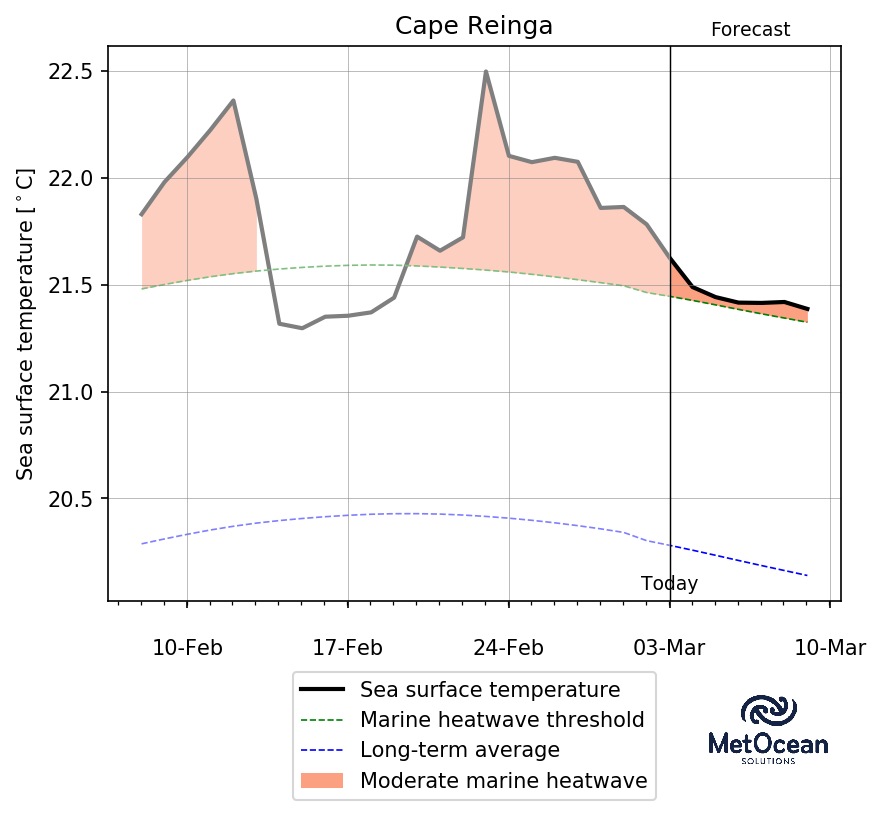 Cape Reinga
Forecast
Sea surface temperature [°C]
22.5
22.0
21.5
21.0
20.5
Today
10-Feb 17-Feb 24-Feb 03-Mar 10-Mar
Sea surface temperature
Marine heatwave threshold
Long-term average
Moderate marine heatwave
MetOcean
SOLUTIONS